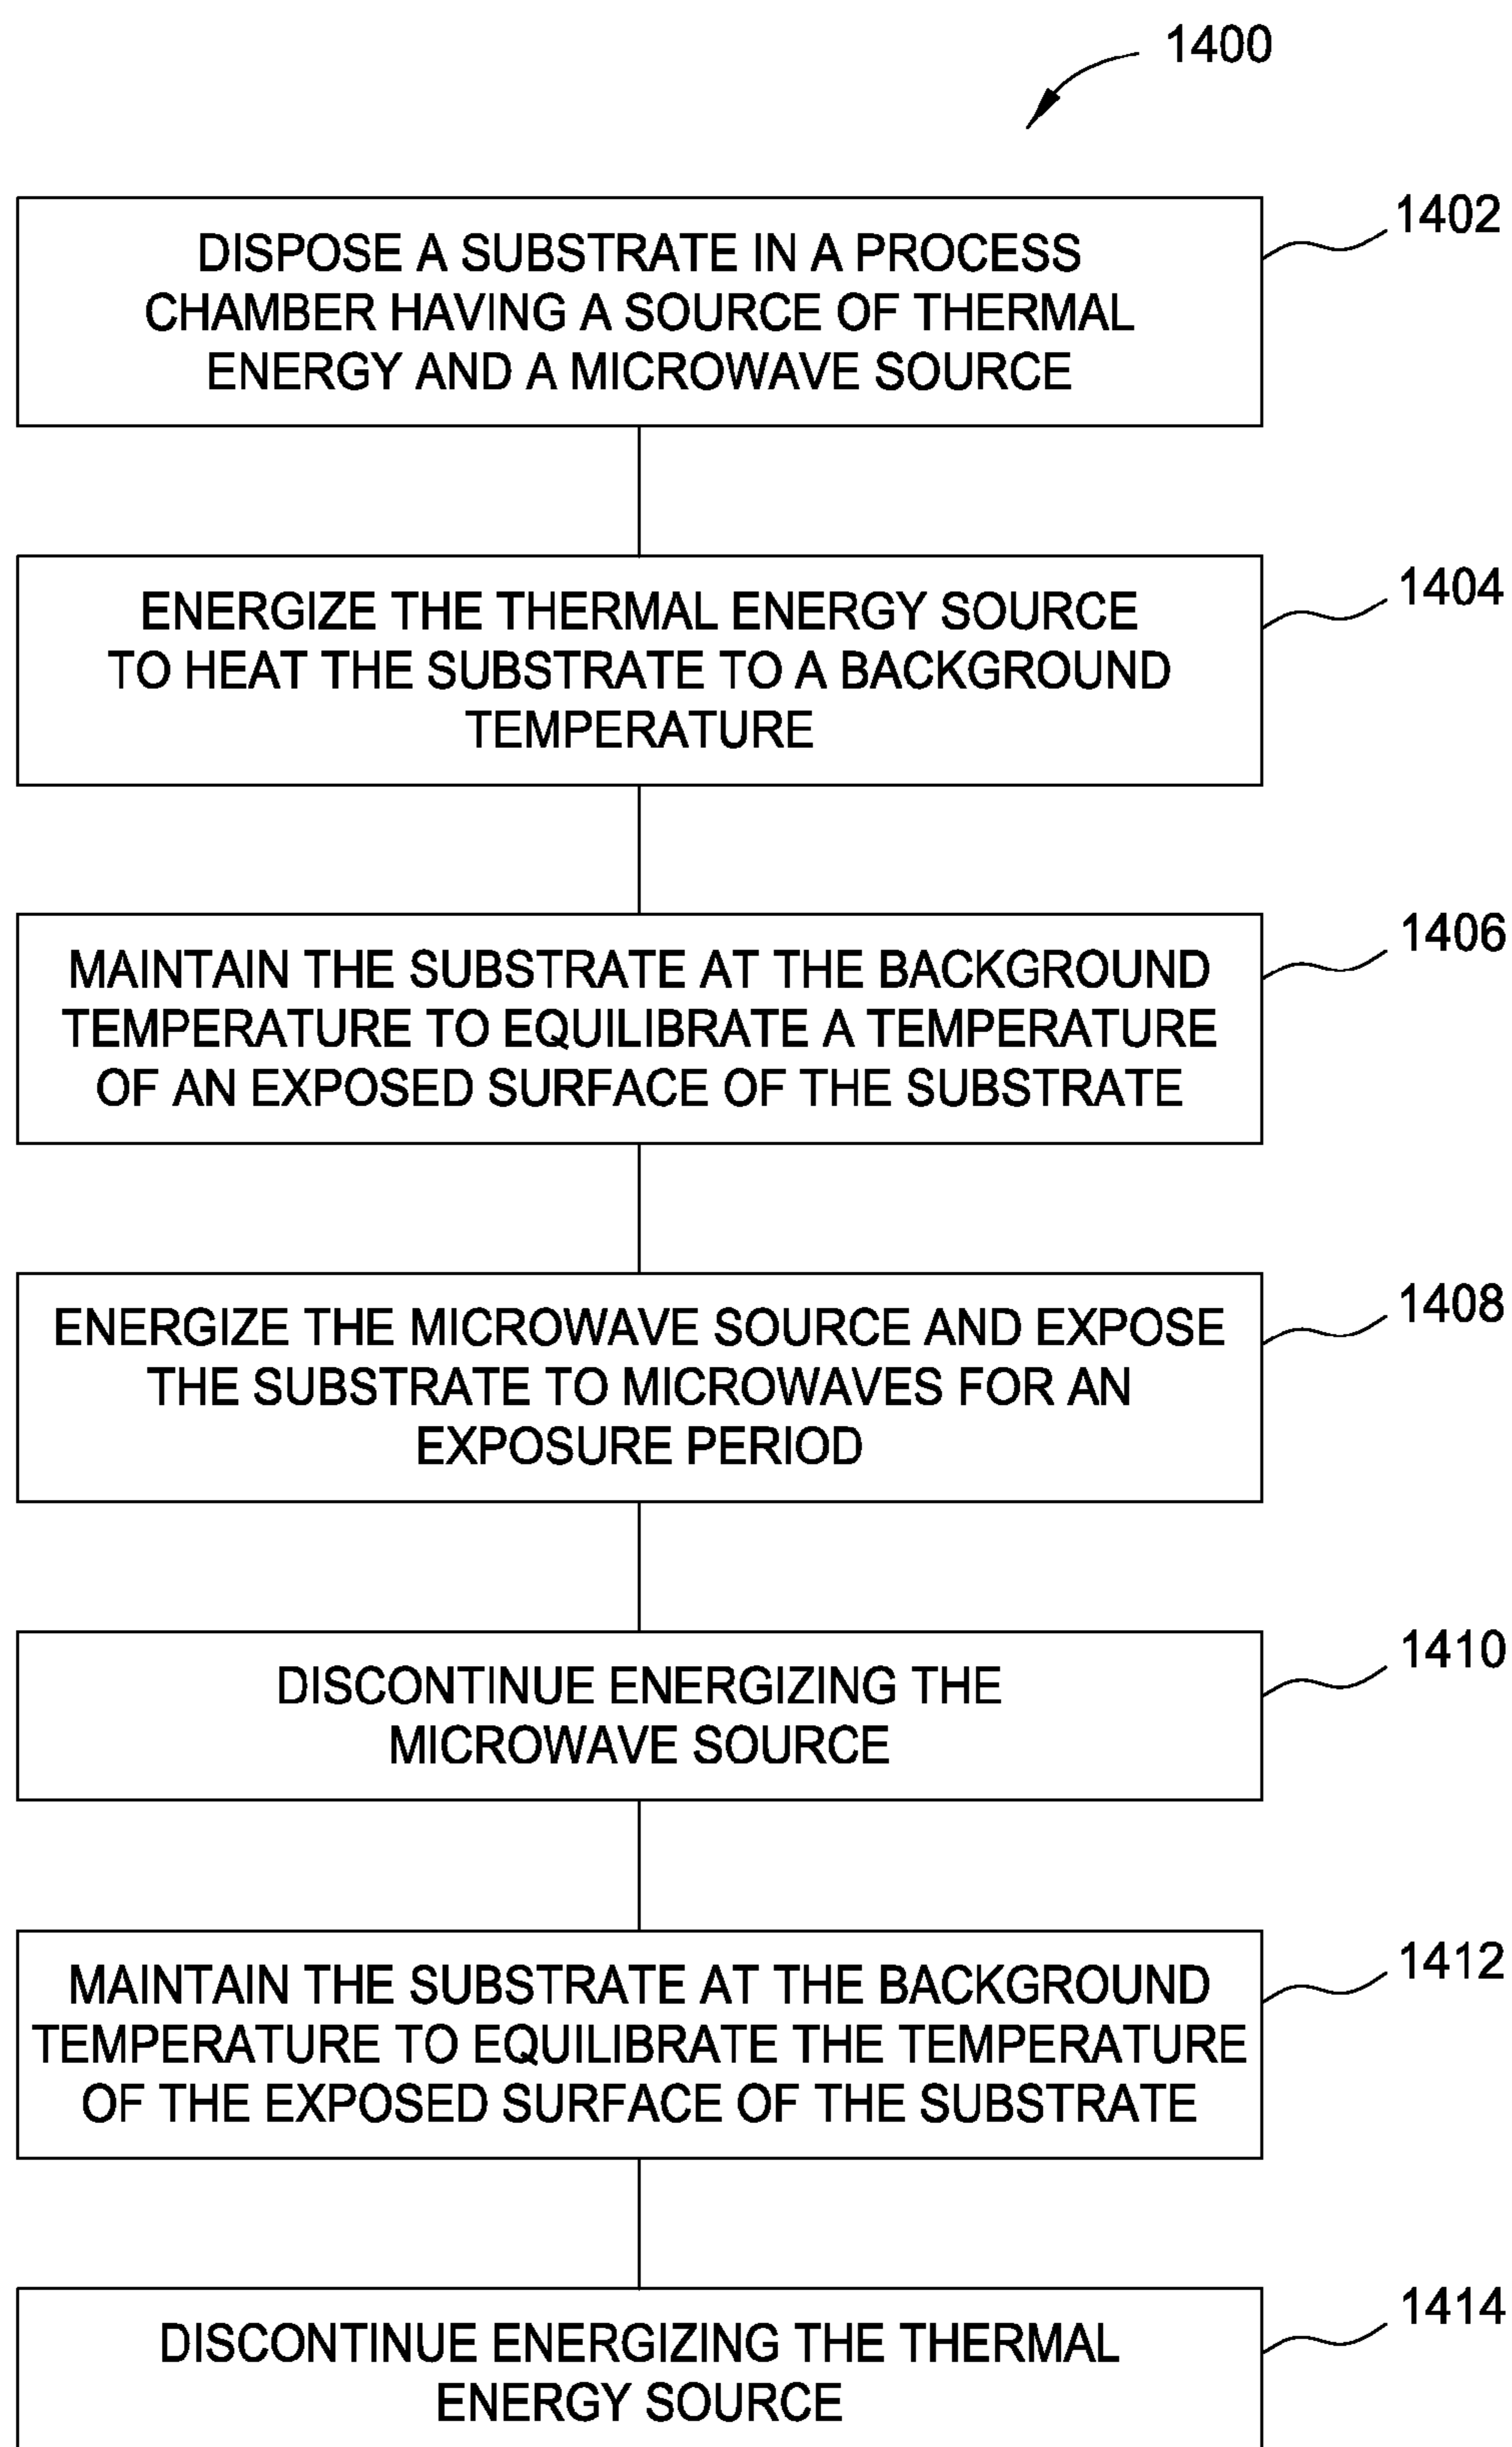 1400
1402
DISPOSE A SUBSTRATE IN A PROCESS
CHAMBER HAVING A SOURCE OF THERMAL
ENERGY AND A MICROWAVE SOURCE
1404
ENERGIZE THE THERMAL ENERGY SOURCE
TO HEAT THE SUBSTRATE TO A BACKGROUND
TEMPERATURE
1406
MAINTAIN THE SUBSTRATE AT THE BACKGROUND
TEMPERATURE TO EQUILIBRATE A TEMPERATURE
OF AN EXPOSED SURFACE OF THE SUBSTRATE
1408
ENERGIZE THE MICROWAVE SOURCE AND EXPOSE
THE SUBSTRATE TO MICROWAVES FOR AN
EXPOSURE PERIOD
1410
DISCONTINUE ENERGIZING THE
MICROWAVE SOURCE
1412
MAINTAIN THE SUBSTRATE AT THE BACKGROUND
TEMPERATURE TO EQUILIBRATE THE TEMPERATURE
OF THE EXPOSED SURFACE OF THE SUBSTRATE
1414
DISCONTINUE ENERGIZING THE THERMAL
ENERGY SOURCE